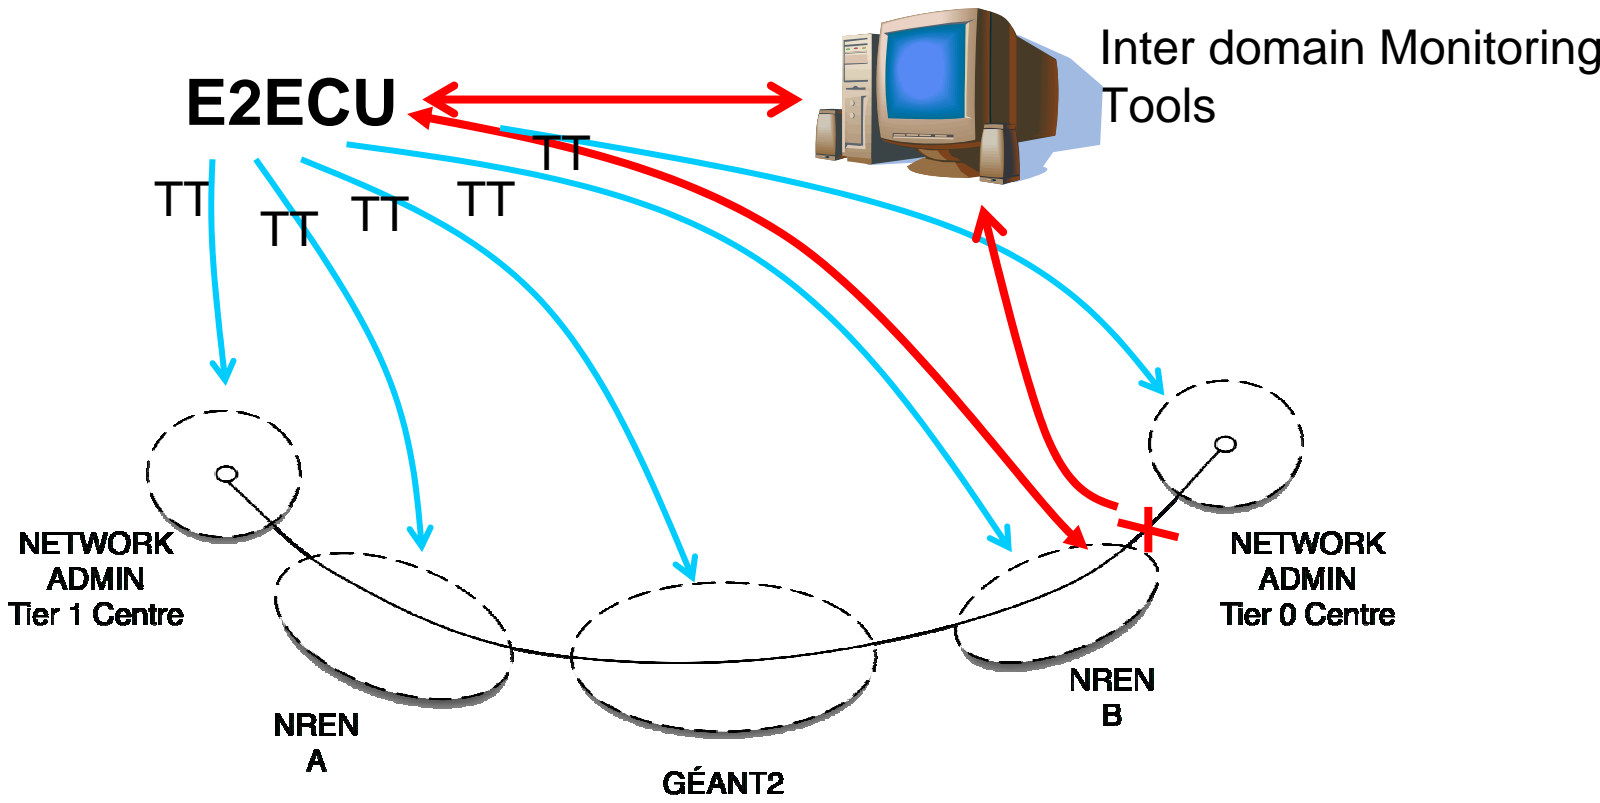 Inter domain Monitoring
Tools
E2ECU
TT
TT
TT
TT
TT
NETWORK
ADMIN
Tier 1 Centre
NETWORK
ADMIN
Tier 0 Centre
NREN
A
GÉANT2
NREN
B